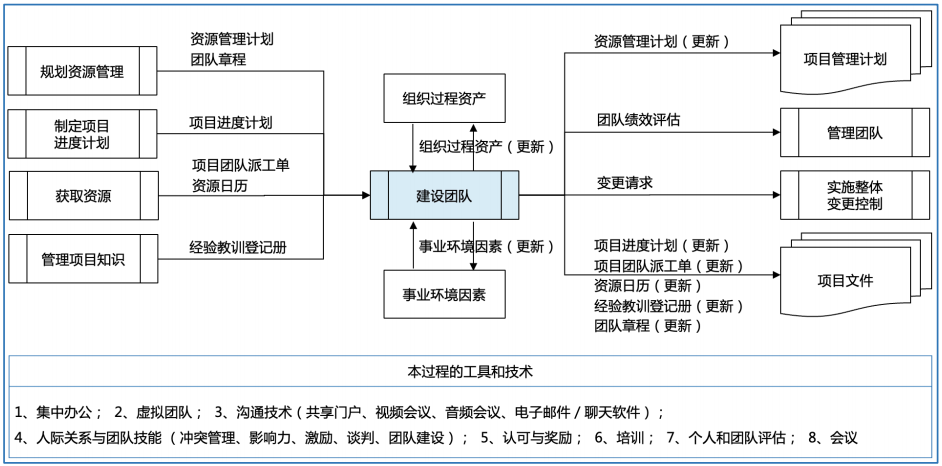 规划资源管理
资源管理计划
团队章程
制定项目
进度计划
项目进度计划
获取资源
项目团队派工单
资源日历
管理项目知识
经验教训登记册
组织过程资产
组织过程资产（更新）
建设团队
事业环境因素（更新）
事业环境因素
资源管理计划（更新）
项目管理计划
团队绩效评估
管理团队
变更请求
实施整体
变更控制
项目进度计划（更新）
项目团队派工单（更新）
资源日历（更新）
经验教训登记册（更新）
团队章程（更新）
项目文件
本过程的工具和技术
1、集中办公； 2、虚拟团队； 3、沟通技术（共享门户、视频会议、音频会议、电子邮件 / 聊天软件）；
4、人际关系与团队技能 （冲突管理、影响力、激励、谈判、团队建设）； 5、认可与奖励； 6、培训； 7、个人和团队评估； 8、会议